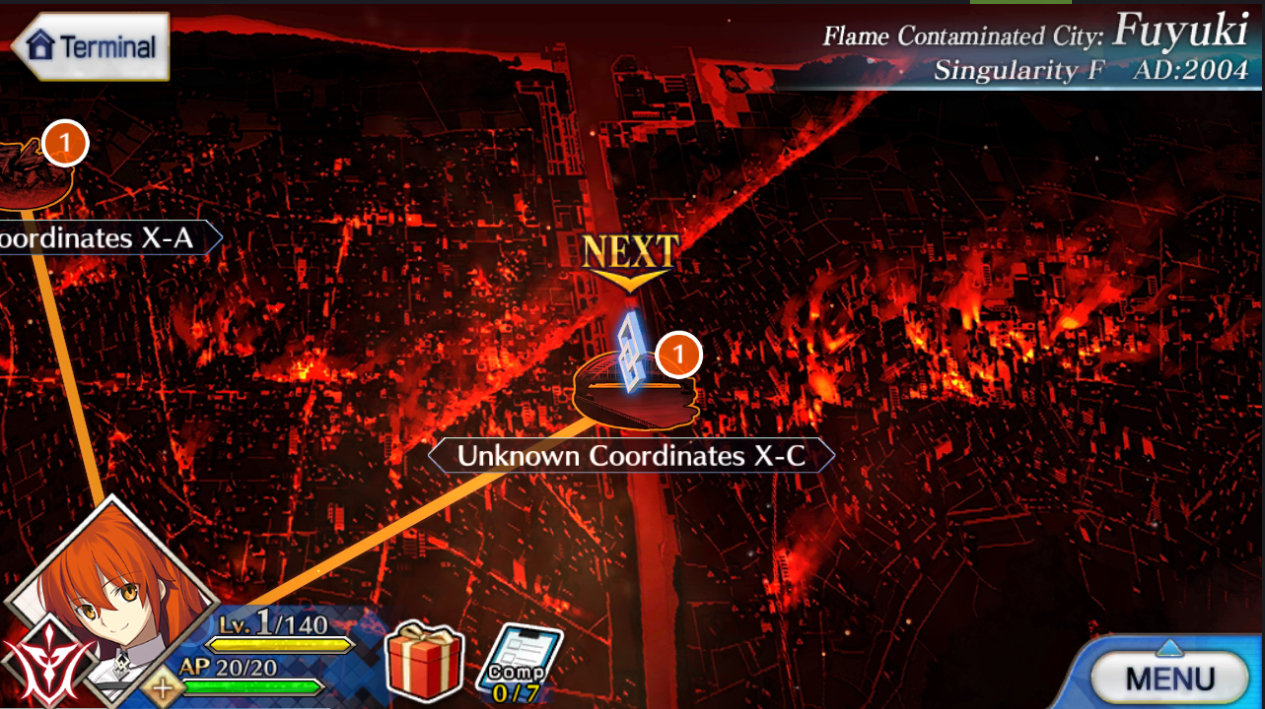 Terminal
Flame Contaminated City: Fuyuki
Singularity F AD:2004
1
oordinates X-A
NEXT
1
Unknown Coordinates X-C
Lv. 1/140
AP 20/20
Comp
0/7
MENU